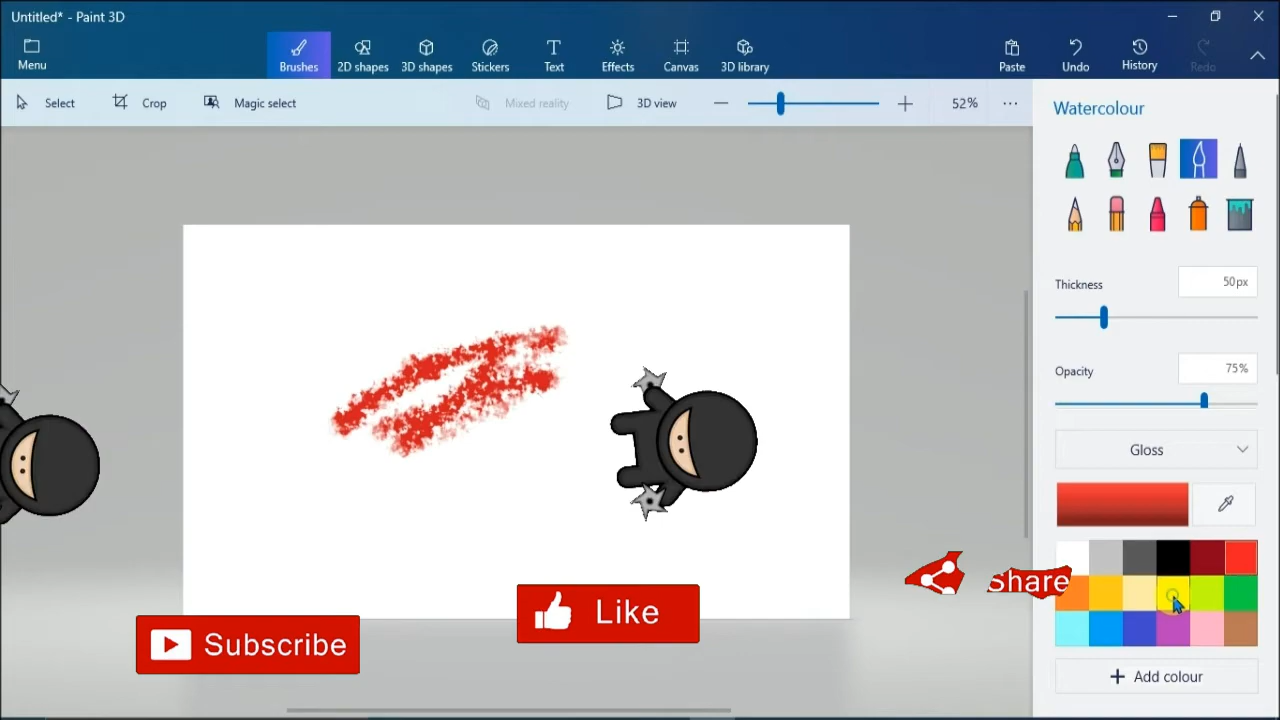 Untitled* - Paint 3D
Menu
Brushes
2D shapes
3D shapes
Stickers
Text
Effects
Canvas
3D library
Paste
Undo
History
Redo
Select
Crop
Magic select
Mixed reality
3D view
52%
Watercolour
Thickness
50px
Opacity
75%
Gloss
Share
Like
Subscribe
Add colour